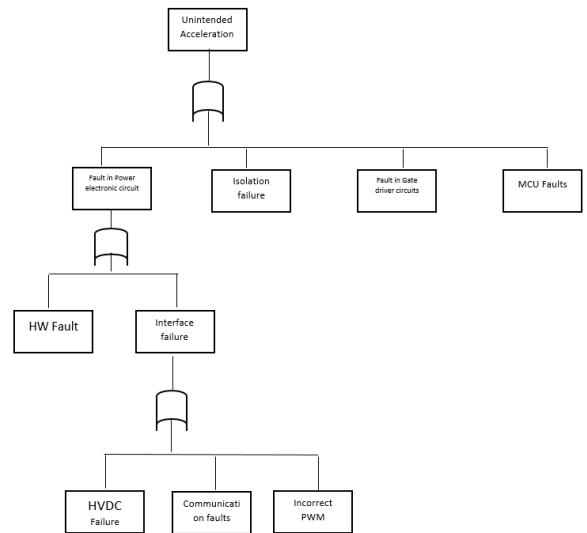 Unintended
Acceleration
Fault in Power
electronic circuit
Isolation
failure
Fault in Gate
driver circuits
MCU Faults
HW Fault
Interface
failure
HVDC
Failure
Communicati
on faults
Incorrect
PWM